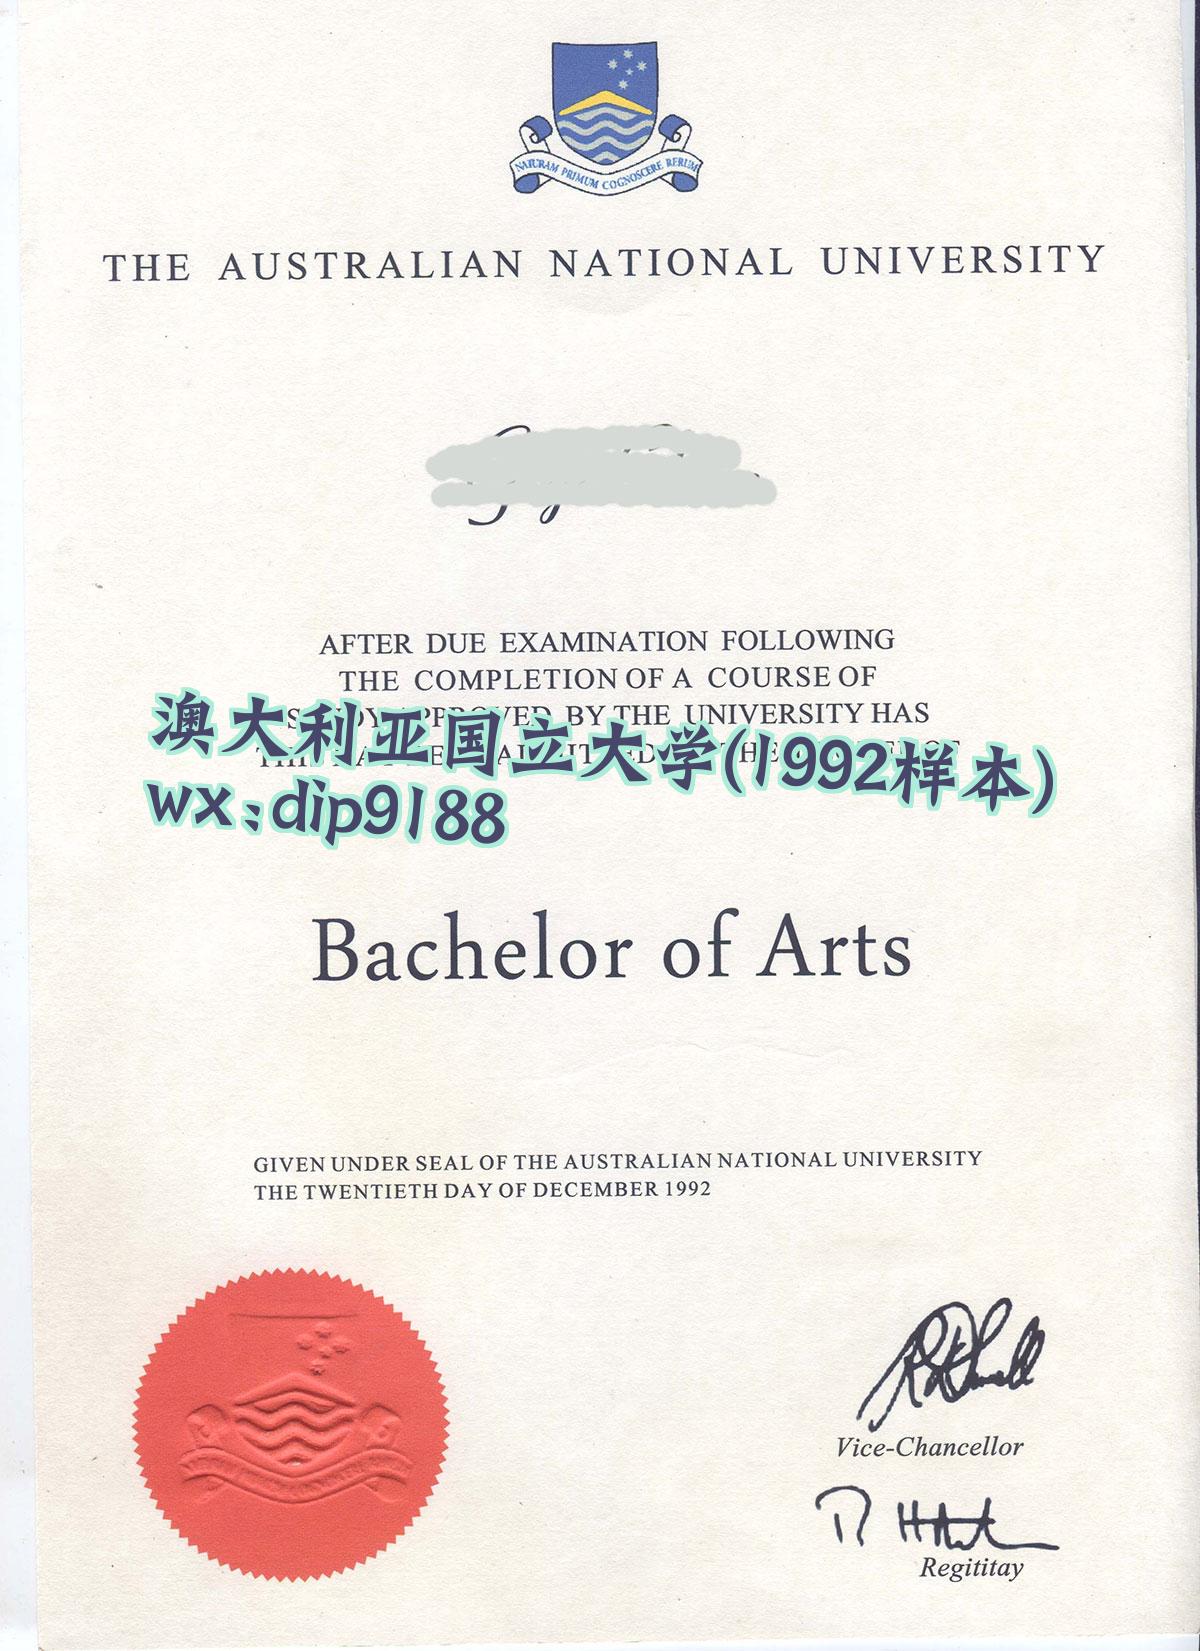 NATURAM PRIMUM COGNOSCERE RERUM
THE AUSTRALIAN NATIONAL UNIVERSITY
AFTER DUE EXAMINATION FOLLOWING
THE COMPLETION OF A COURSE OF
BY THE UNIVERSITY HAS
澳大利亚国立大学(1992样本)
wx:dip9188
Bachelor of Arts
GIVEN UNDER SEAL OF THE AUSTRALIAN NATIONAL UNIVERSITY
THE TWENTIETH DAY OF DECEMBER 1992
Vice-Chancellor
Regititay